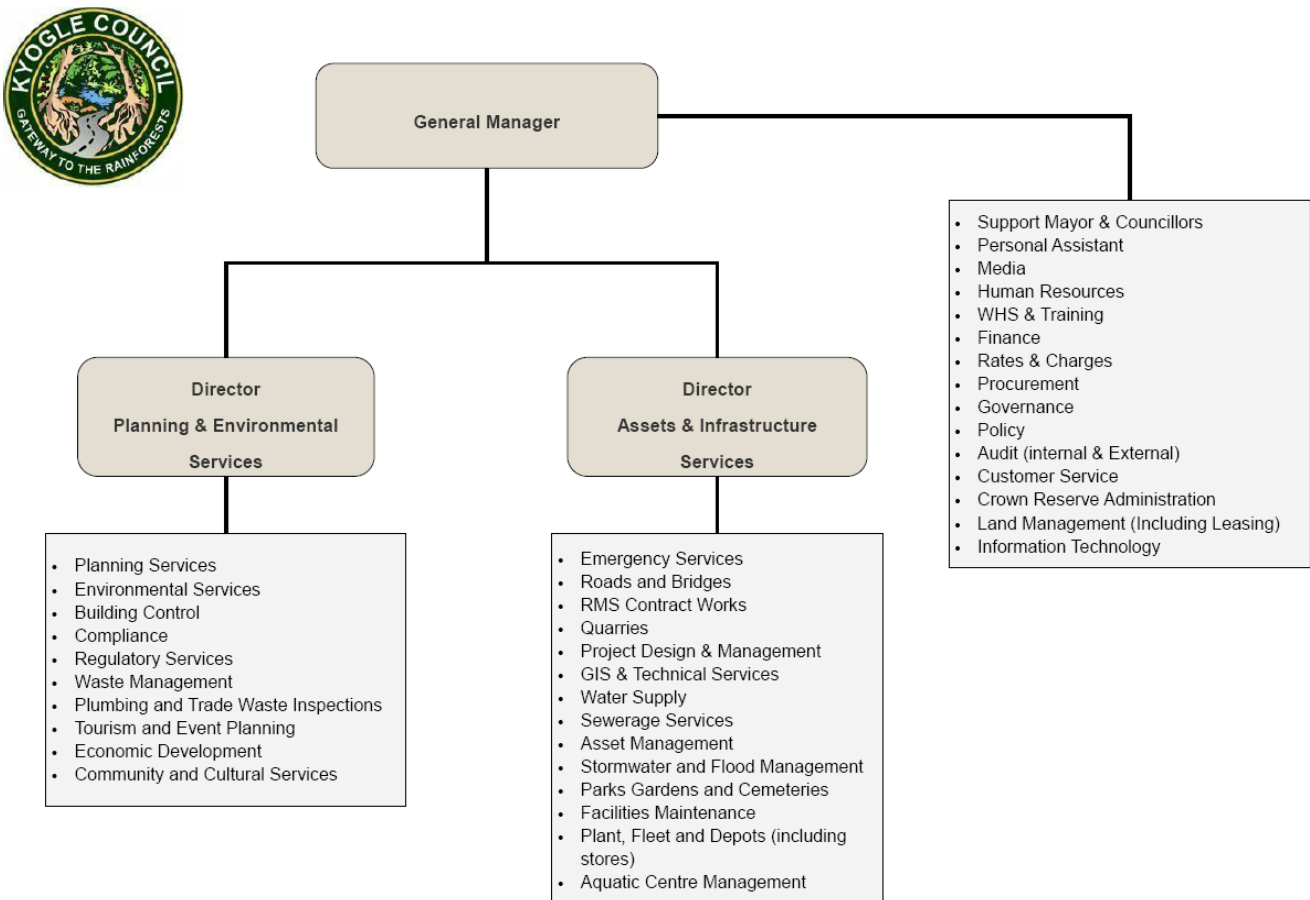 KYOGLE COUNCIL
GATEWAY TO THE RAINFORESTS
General Manager
• Support Mayor & Councillors
• Personal Assistant
• Media
• Human Resources
• WHS & Training
• Finance
• Rates & Charges
• Procurement
• Governance
• Policy
• Audit (internal & External)
• Customer Service
• Crown Reserve Administration
• Land Management (Including Leasing)
• Information Technology
Director
Planning & Environmental
Services
• Planning Services
• Environmental Services
• Building Control
• Compliance
• Regulatory Services
• Waste Management
• Plumbing and Trade Waste Inspections
• Tourism and Event Planning
• Economic Development
• Community and Cultural Services
Director
Assets & Infrastructure
Services
• Emergency Services
• Roads and Bridges
• RMS Contract Works
• Quarries
• Project Design & Management
• GIS & Technical Services
• Water Supply
• Sewerage Services
• Asset Management
• Stormwater and Flood Management
• Parks Gardens and Cemeteries
• Facilities Maintenance
• Plant, Fleet and Depots (including
stores)
• Aquatic Centre Management